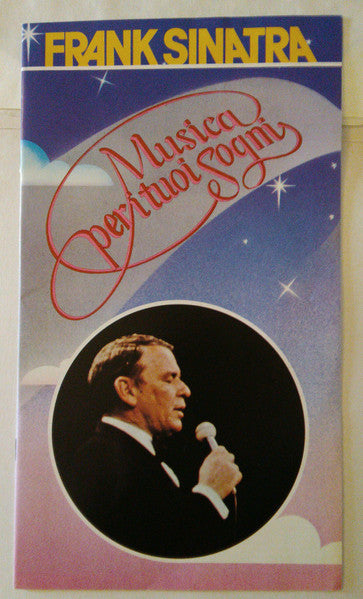 FRANK SINATRA
Musica
per i tuoi
Sogni